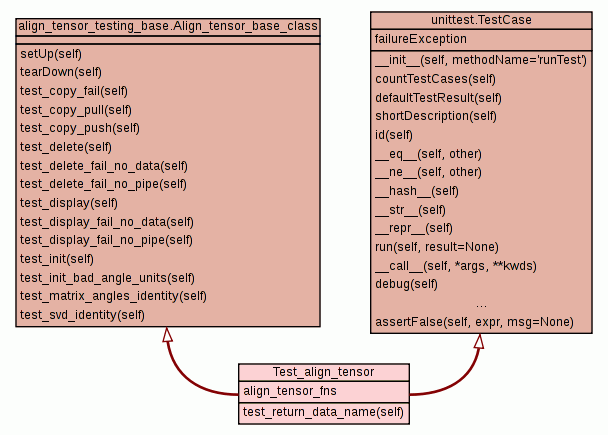 align_tensor_testing_base.Align_tensor_base_class
setUp(self)
tearDown(self)
test_copy_fail(self)
test_copy_pull(self)
test_copy_push(self)
test_delete(self)
test_delete_fail_no_data(self)
test_delete_fail_no_pipe(self)
test_display(self)
test_display_fail_no_data(self)
test_display_fail_no_pipe(self)
test_init(self)
test_init_bad_angle_units(self)
test_matrix_angles_identity(self)
test_svd_identity(self)
unittest.TestCase
failureException
__init__(self, methodName='runTest')
countTestCases(self)
defaultTestResult(self)
shortDescription(self)
id(self)
__eq__(self, other)
__ne__(self, other)
__hash__(self)
__str__(self)
__repr__(self)
run(self, result=None)
__call__(self, *args, **kwds)
debug(self)
...
assertFalse(self, expr, msg=None)
Test_align_tensor
align_tensor_fns
test_return_data_name(self)